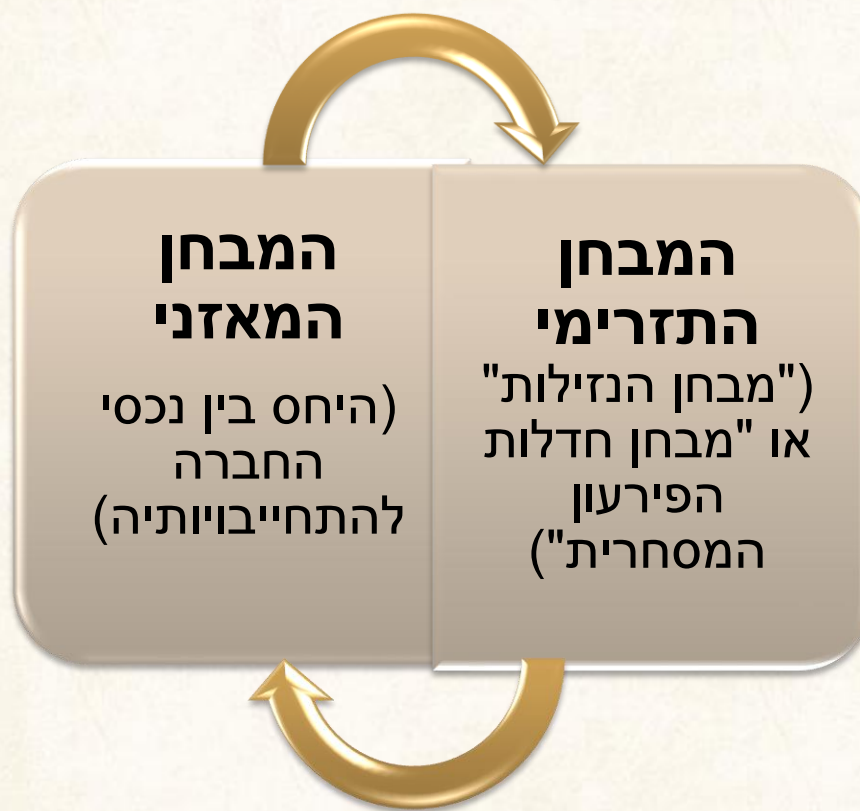 המבחן
התזרימי
("מבחן הנזילות"
או "מבחן חדלות
הפירעון
המסחרית")
המבחן
המאזני
(היחס בין נכסי
החברה
להתחייבויותיה)